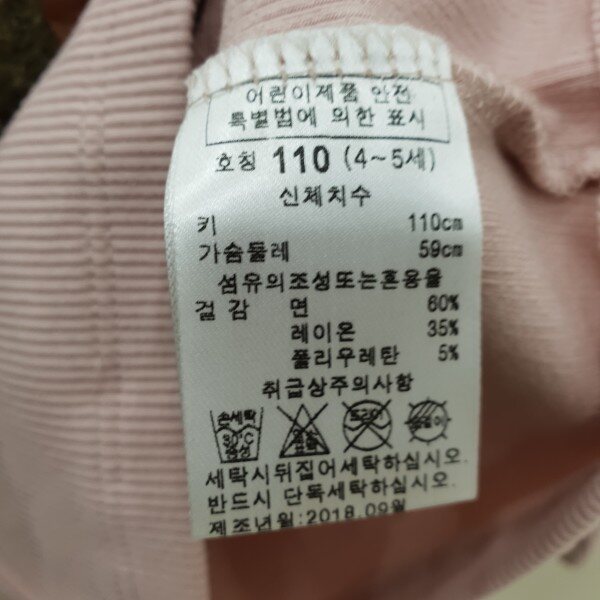 어린이제품 안전
특별법에 의한 표시
호칭 110 (4~5세)
신체치수
키 110cm
가슴둘레 59cm
섬유의조성또는혼용율
겉감 면 60%
레이온 35%
폴리우레탄 5%
취급상주의사항
손세탁
30°C
중성
세탁시뒤집어세탁하십시오.
반드시 단독세탁하십시오.
제조년월:2018.09월